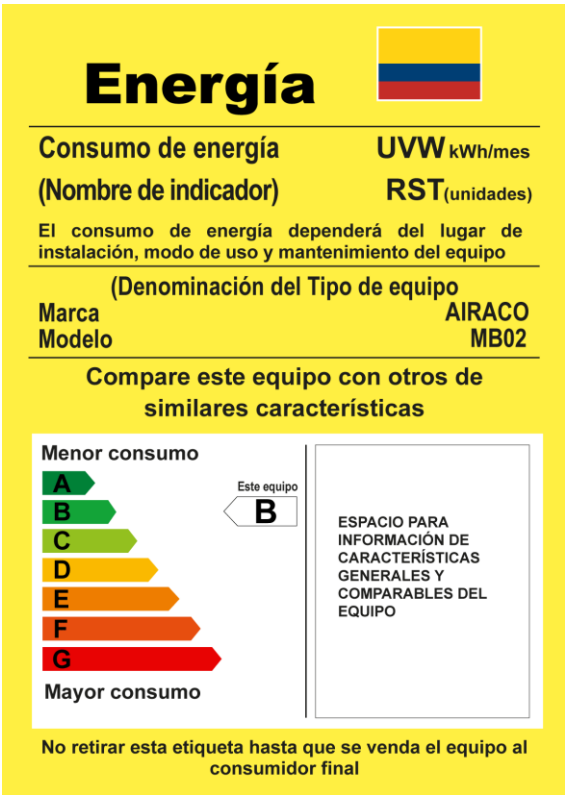 Energía
Consumo de energía UVW kWh/mes
(Nombre de indicador) RST(unidades)
El consumo de energía dependerá del lugar de
instalación, modo de uso y mantenimiento del equipo
(Denominación del Tipo de equipo
Marca AIRACO
Modelo MB02
Compare este equipo con otros de
similares características
Menor consumo
A
B
C
D
E
F
G
Mayor consumo
Este equipo
B
ESPACIO PARA
INFORMACIÓN DE
CARACTERÍSTICAS
GENERALES Y
COMPARABLES DEL
EQUIPO
No retirar esta etiqueta hasta que se venda el equipo al
consumidor final